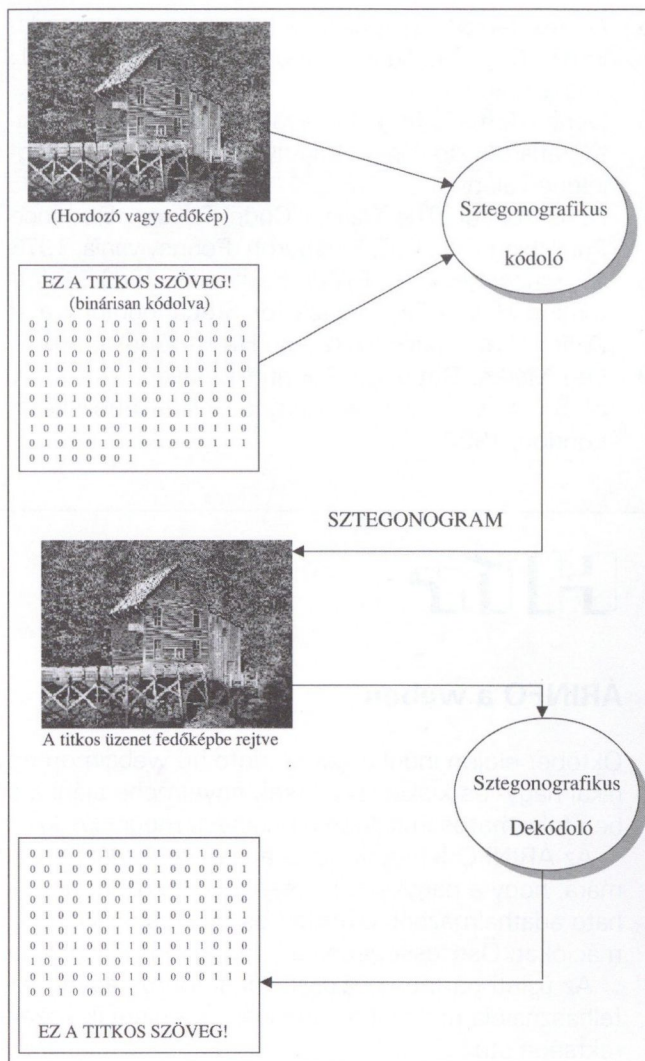 (Hordozó vagy fedőkép)
Sztegonografikus
kódoló
EZ A TITKOS SZÖVEG!
(binárisan kódolva)
0 1 0 0 0 1 0 1 0 1 0 1 1 0 1 0
0 0 1 0 0 0 0 0 0 1 0 0 0 0 0 1
0 0 1 0 0 0 0 0 0 1 0 1 0 1 0 0
0 1 0 0 1 0 0 1 0 1 0 1 0 1 0 0
0 1 0 0 1 0 1 1 0 1 0 0 1 1 1 1
0 1 0 1 0 0 1 1 0 0 1 0 0 0 0 0
0 1 0 1 0 0 1 1 0 1 0 1 1 0 1 0
1 0 0 1 1 0 0 1 0 1 0 1 0 1 1 0
0 1 0 0 0 1 0 1 0 1 0 0 0 1 1 1
0 0 1 0 0 0 0 1
SZTEGONOGRAM
A titkos üzenet fedőképbe rejtve
Sztegonografikus
Dekódoló
0 1 0 0 0 1 0 1 0 1 0 1 1 0 1 0
0 0 1 0 0 0 0 0 0 1 0 0 0 0 0 1
0 0 1 0 0 0 0 0 0 1 0 1 0 1 0 0
0 1 0 0 1 0 0 1 0 1 0 1 0 1 0 0
0 1 0 0 1 0 1 1 0 1 0 0 1 1 1 1
0 1 0 1 0 0 1 1 0 0 1 0 0 0 0 0
0 1 0 1 0 0 1 1 0 1 0 1 1 0 1 0
1 0 0 1 1 0 0 1 0 1 0 1 0 1 1 0
0 1 0 0 0 1 0 1 0 1 0 0 0 1 1 1
0 0 1 0 0 0 0 1
EZ A TITKOS SZÖVEG!